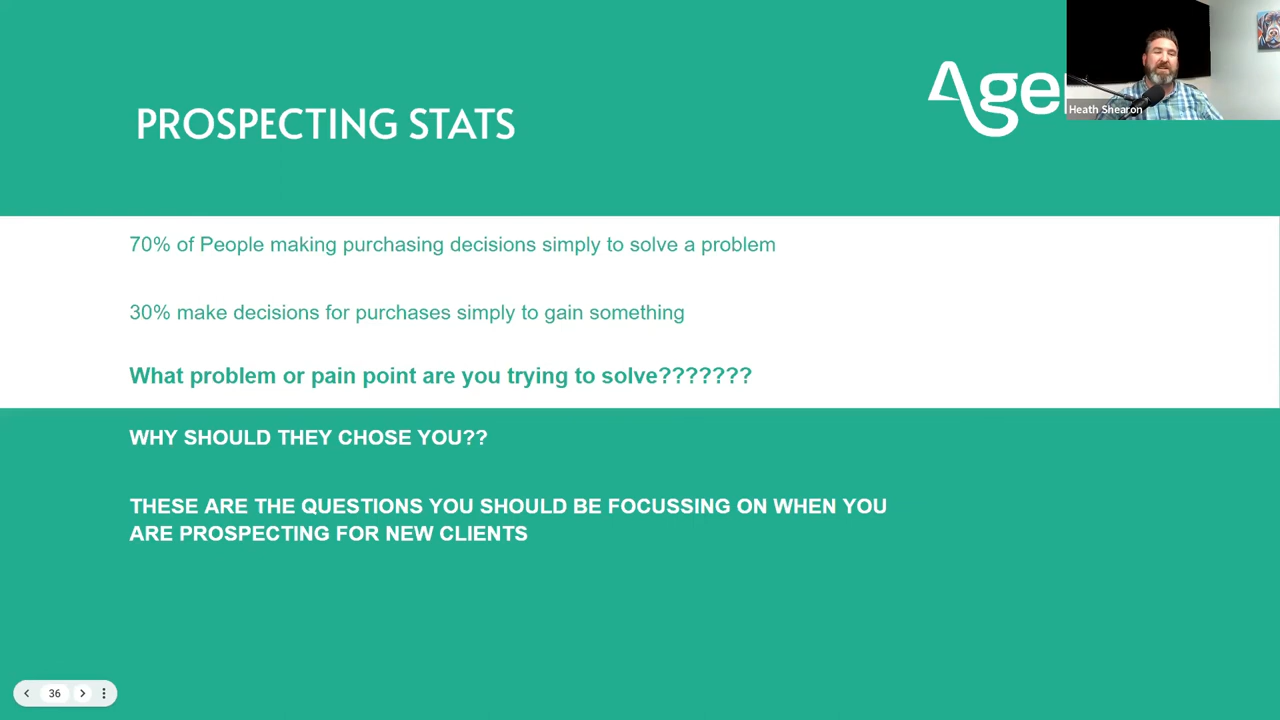 PROSPECTING STATS
Age
Heath Shearon
70% of People making purchasing decisions simply to solve a problem
30% make decisions for purchases simply to gain something
What problem or pain point are you trying to solve???????
WHY SHOULD THEY CHOSE YOU??
THESE ARE THE QUESTIONS YOU SHOULD BE FOCUSSING ON WHEN YOU
ARE PROSPECTING FOR NEW CLIENTS
36